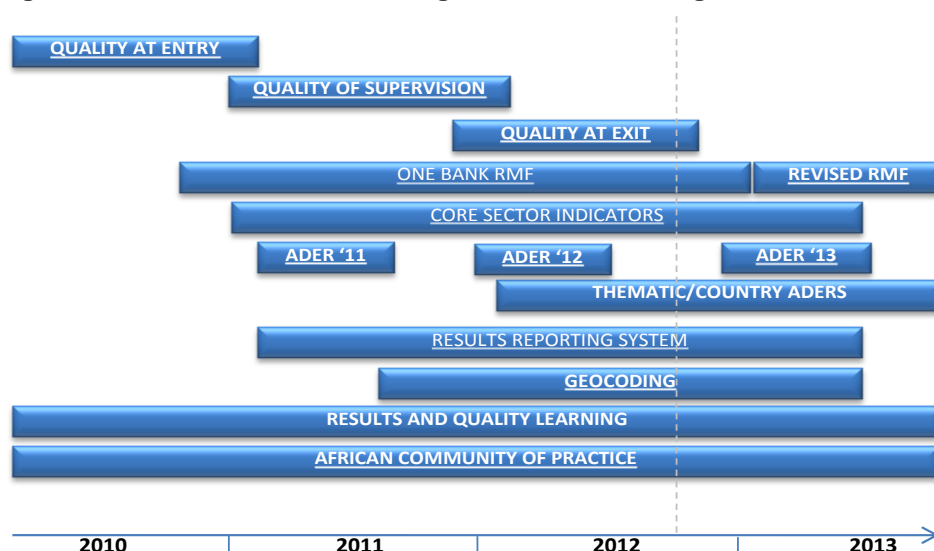 QUALITY AT ENTRY
QUALITY OF SUPERVISION
QUALITY AT EXIT
ONE BANK RMF
REVISED RMF
CORE SECTOR INDICATORS
ADER ‘11
ADER ‘12
ADER ‘13
THEMATIC/COUNTRY ADERS
RESULTS REPORTING SYSTEM
GEOCODING
RESULTS AND QUALITY LEARNING
AFRICAN COMMUNITY OF PRACTICE
2010 2011 2012 2013